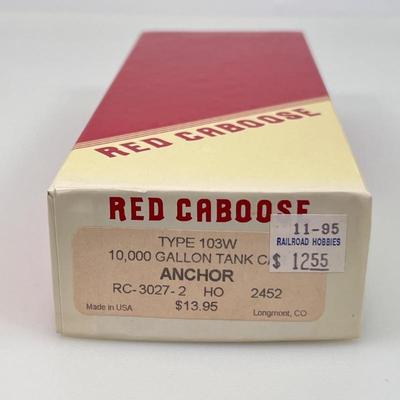 RED CABOOSE
RED CABOOSE
11-95
RAILROAD HOBBIES
$ 1255
TYPE 103W
10,000 GALLON TANK
ANCHOR
RC-3027-2 HO 2452
Made in USA $13.95 Longmont, CO